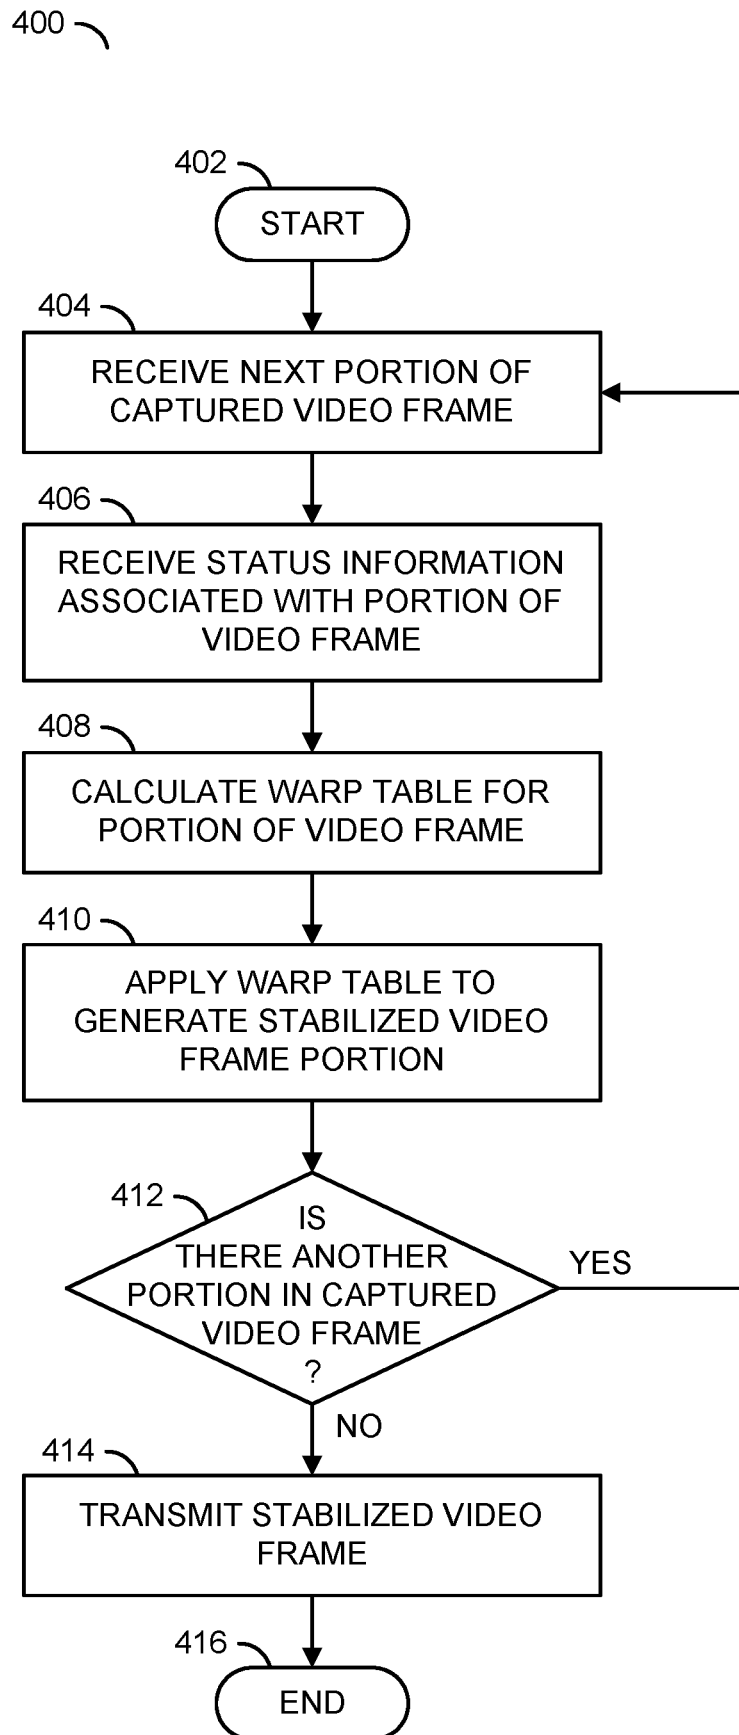 400
402
START
404
RECEIVE NEXT PORTION OF
CAPTURED VIDEO FRAME
406
RECEIVE STATUS INFORMATION
ASSOCIATED WITH PORTION OF
VIDEO FRAME
408
CALCULATE WARP TABLE FOR
PORTION OF VIDEO FRAME
410
APPLY WARP TABLE TO
GENERATE STABILIZED VIDEO
FRAME PORTION
412
IS
THERE ANOTHER
PORTION IN CAPTURED
VIDEO FRAME
?
YES
NO
414
TRANSMIT STABILIZED VIDEO
FRAME
416
END